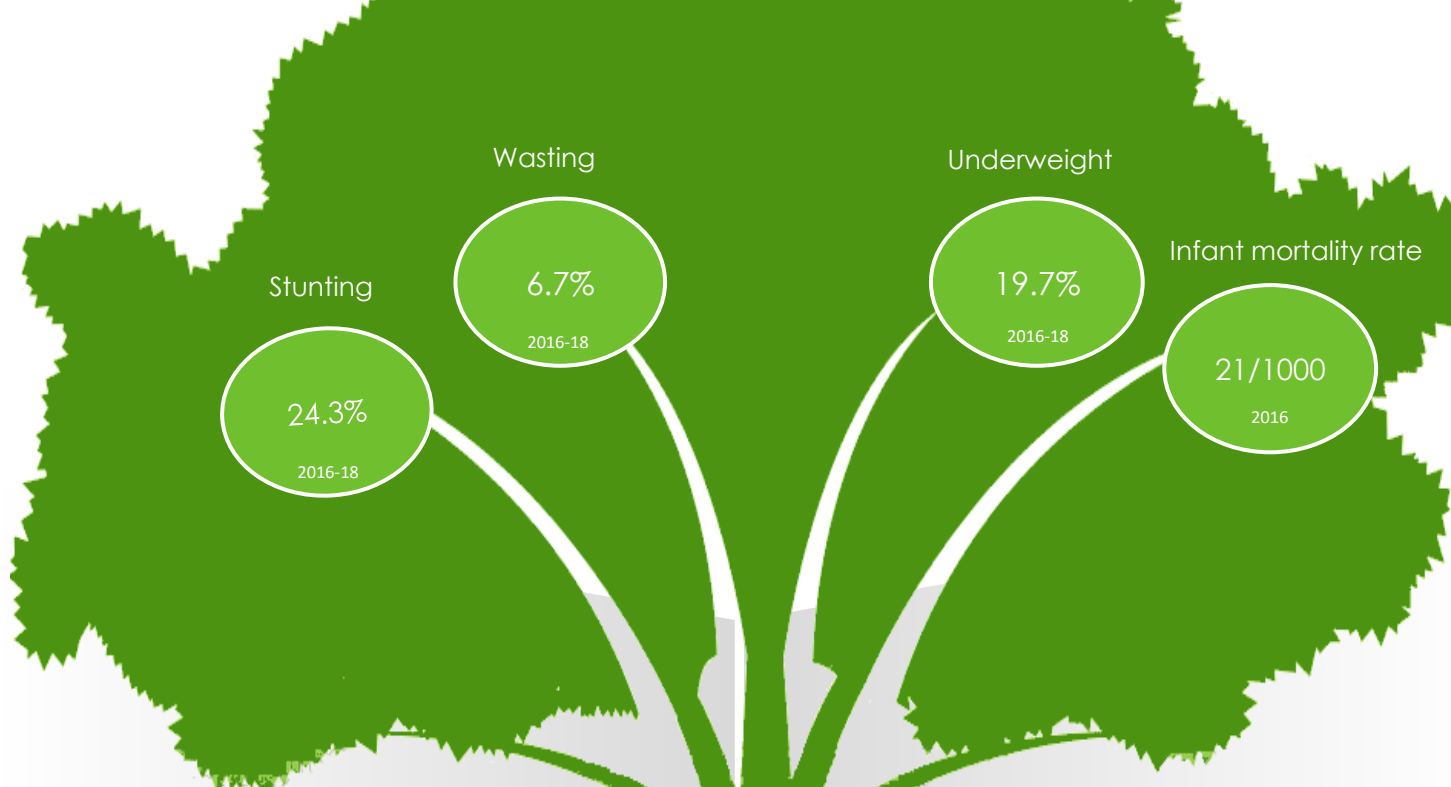 Wasting
6.7%
2016-18
Underweight
19.7%
2016-18
Stunting
24.3%
2016-18
Infant mortality rate
21/1000
2016